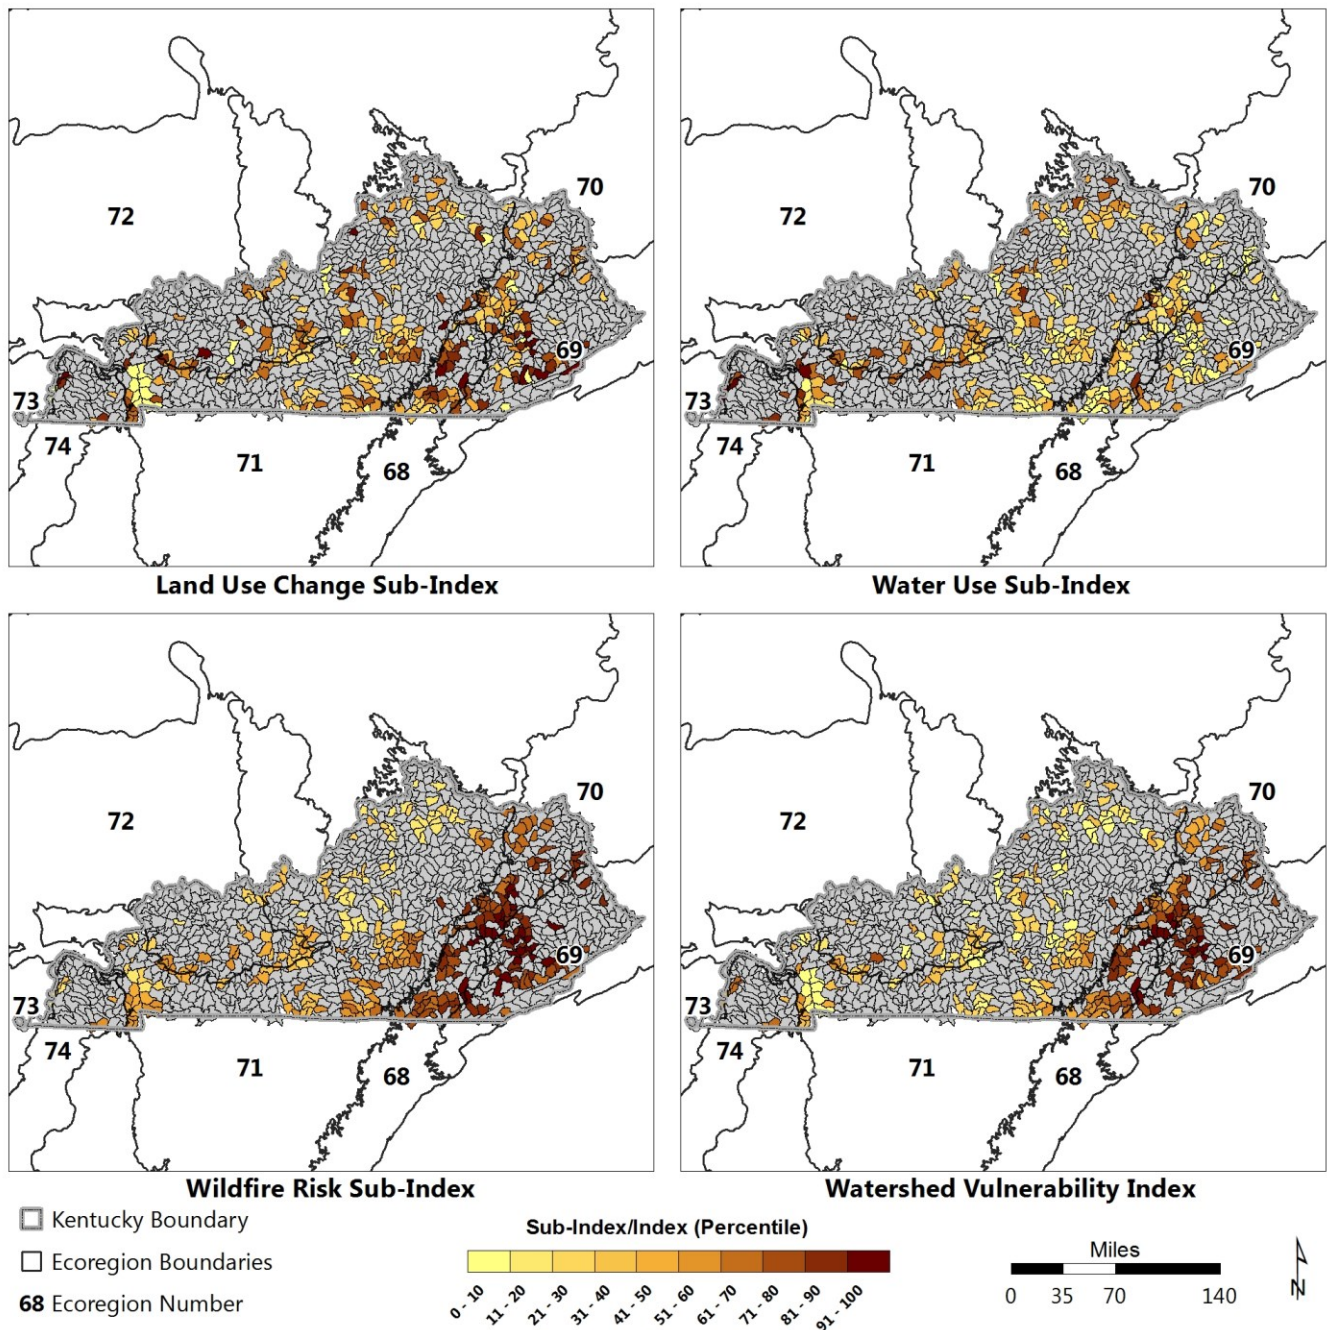 70
72
69
73
74
71
68
Land Use Change Sub-Index
70
72
69
73
74
71
68
Water Use Sub-Index
70
72
69
73
74
71
68
Wildfire Risk Sub-Index
70
72
69
73
74
71
68
Watershed Vulnerability Index
Kentucky Boundary
Ecoregion Boundaries
68 Ecoregion Number
Sub-Index/Index (Percentile)
0 - 10
11 - 20
21 - 30
31 - 40
41 - 50
51 - 60
61 - 70
71 - 80
81 - 90
91 - 100
Miles
0 35 70 140
N